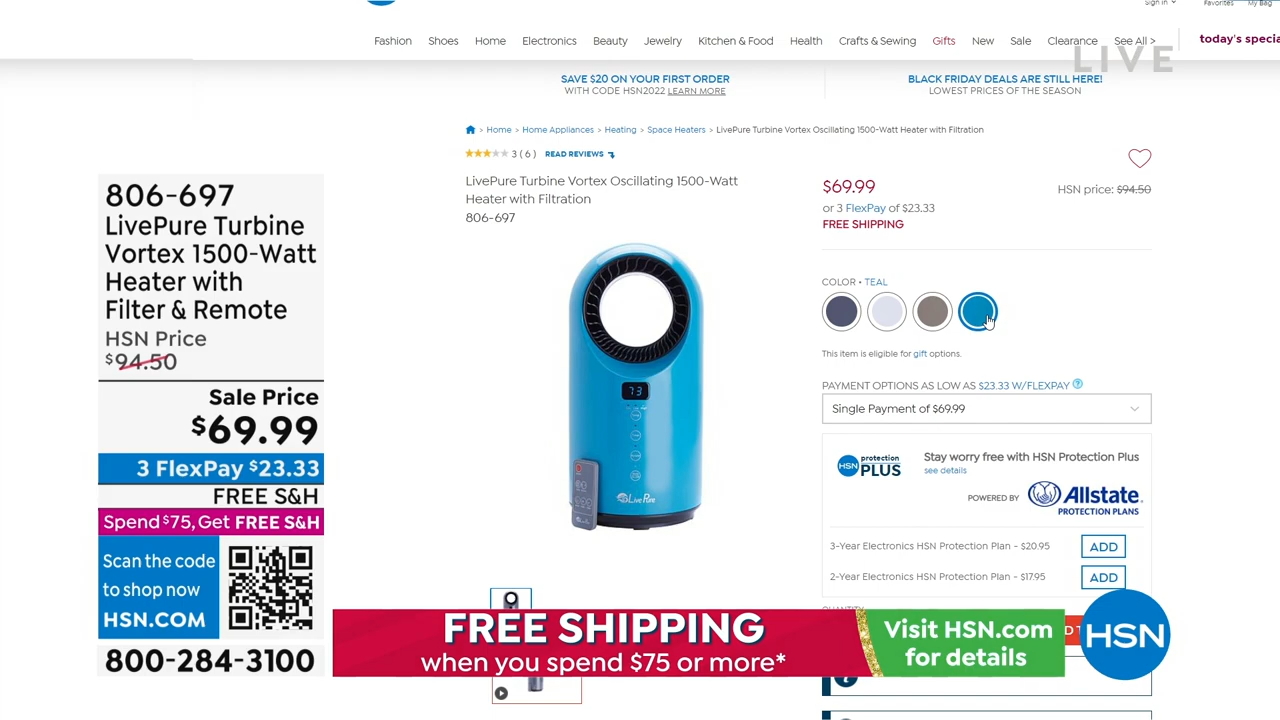 Sign In
Favorites
My Bag
Fashion Shoes Home Electronics Beauty Jewelry Kitchen & Food Health Crafts & Sewing Gifts New Sale Clearance See All >
today's specia
LIVE
SAVE $20 ON YOUR FIRST ORDER
WITH CODE HSN2022 LEARN MORE
BLACK FRIDAY DEALS ARE STILL HERE!
LOWEST PRICES OF THE SEASON
> Home > Home Appliances > Heating > Space Heaters > LivePure Turbine Vortex Oscillating 1500-Watt Heater with Filtration
3 ( 6 ) READ REVIEWS
LivePure Turbine Vortex Oscillating 1500-Watt
Heater with Filtration
806-697
73
LivePure
LivePure
$69.99
HSN price: $94.50
or 3 FlexPay of $23.33
FREE SHIPPING
COLOR • TEAL
This item is eligible for gift options.
PAYMENT OPTIONS AS LOW AS $23.33 W/FLEXPAY ?
Single Payment of $69.99
HSN protection PLUS
Stay worry free with HSN Protection Plus
see details
POWERED BY Allstate
PROTECTION PLANS
3-Year Electronics HSN Protection Plan - $20.95 ADD
2-Year Electronics HSN Protection Plan - $17.95 ADD
QUANTITY
806-697
LivePure Turbine
Vortex 1500-Watt
Heater with
Filter & Remote
HSN Price
$94.50
Sale Price
$69.99
3 FlexPay $23.33
FREE S&H
Spend $75, Get FREE S&H
Scan the code
to shop now
HSN.COM
800-284-3100
FREE SHIPPING
when you spend $75 or more*
Visit HSN.com
for details
D T
HSN